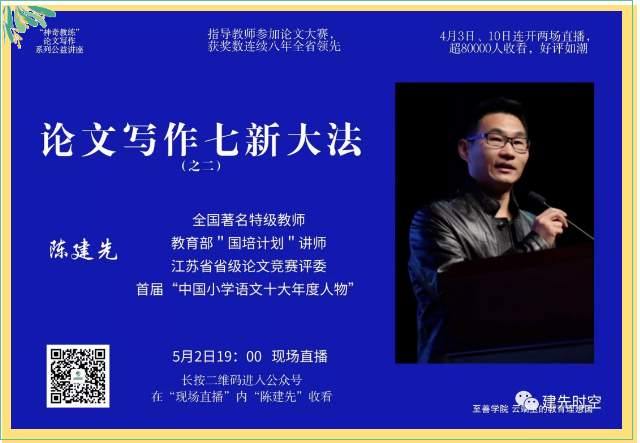 “神奇教练”
论文写作
系列公益讲座
指导教师参加论文大赛，
获奖数连续八年全省领先
4月3日、10日连开两场直播，
超80000人收看，好评如潮
论文写作七新大法
（之二）
陈建先
全国著名特级教师
教育部＂国培计划＂讲师
江苏省省级论文竞赛评委
首届“中国小学语文十大年度人物”
5月2日19：00 现场直播
长按二维码进入公众号
在“现场直播”内“陈建先”收看
建先时空
至善学院